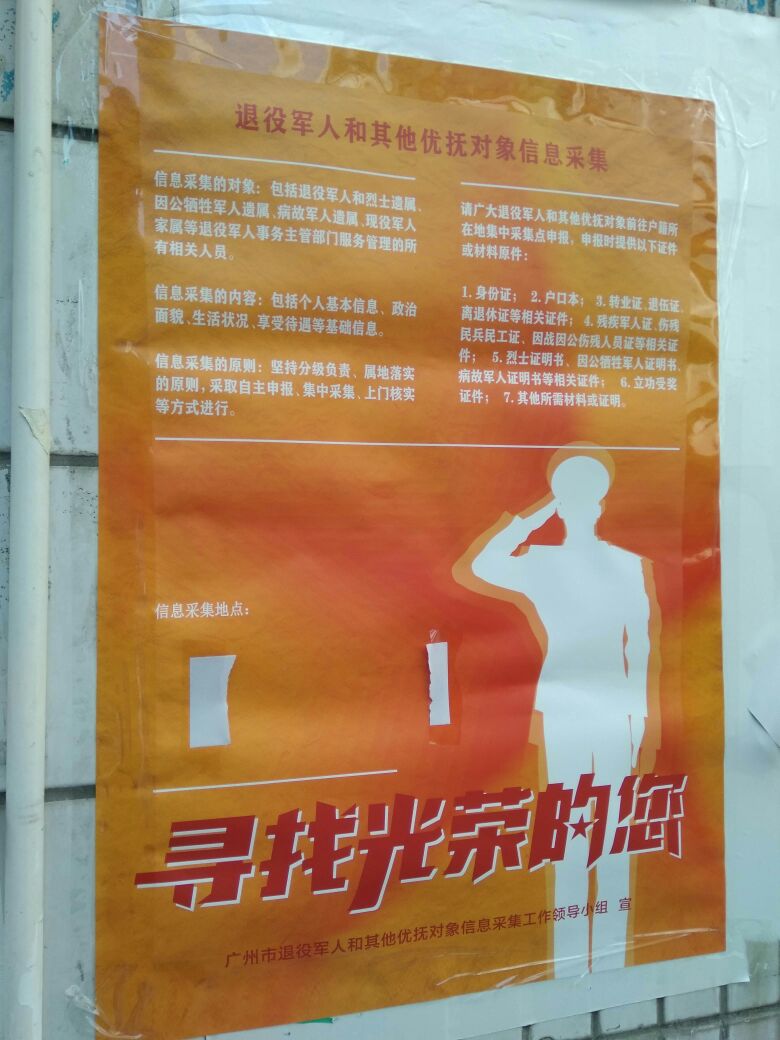 退役军人和其他优抚对象信息采集
信息采集的对象：包括退役军人和烈士遗属、
因公牺牲军人遗属、病故军人遗属、现役军人
家属等退役军人事务主管部门服务管理的所
有相关人员。
信息采集的内容：包括个人基本信息、政治
面貌、生活状况、享受待遇等基础信息。
信息采集的原则：坚持分级负责、属地落实
的原则，采取自主申报、集中采集、上门核实
等方式进行。
请广大退役军人和其他优抚对象前往户籍所
在地集中采集点申报，申报时提供以下证件
或材料原件：
1.身份证； 2.户口本； 3.转业证、退伍证、
离退休证等相关证件； 4.残疾军人证、伤残
民兵民工证、因战因公伤残人员证等相关证
件； 5.烈士证明书、因公牺牲军人证明书、
病故军人证明书等相关证件； 6.立功受奖
证件； 7.其他所需材料或证明。
信息采集地点：
寻找光荣的您
广州市退役军人和其他优抚对象信息采集工作领导小组 宣